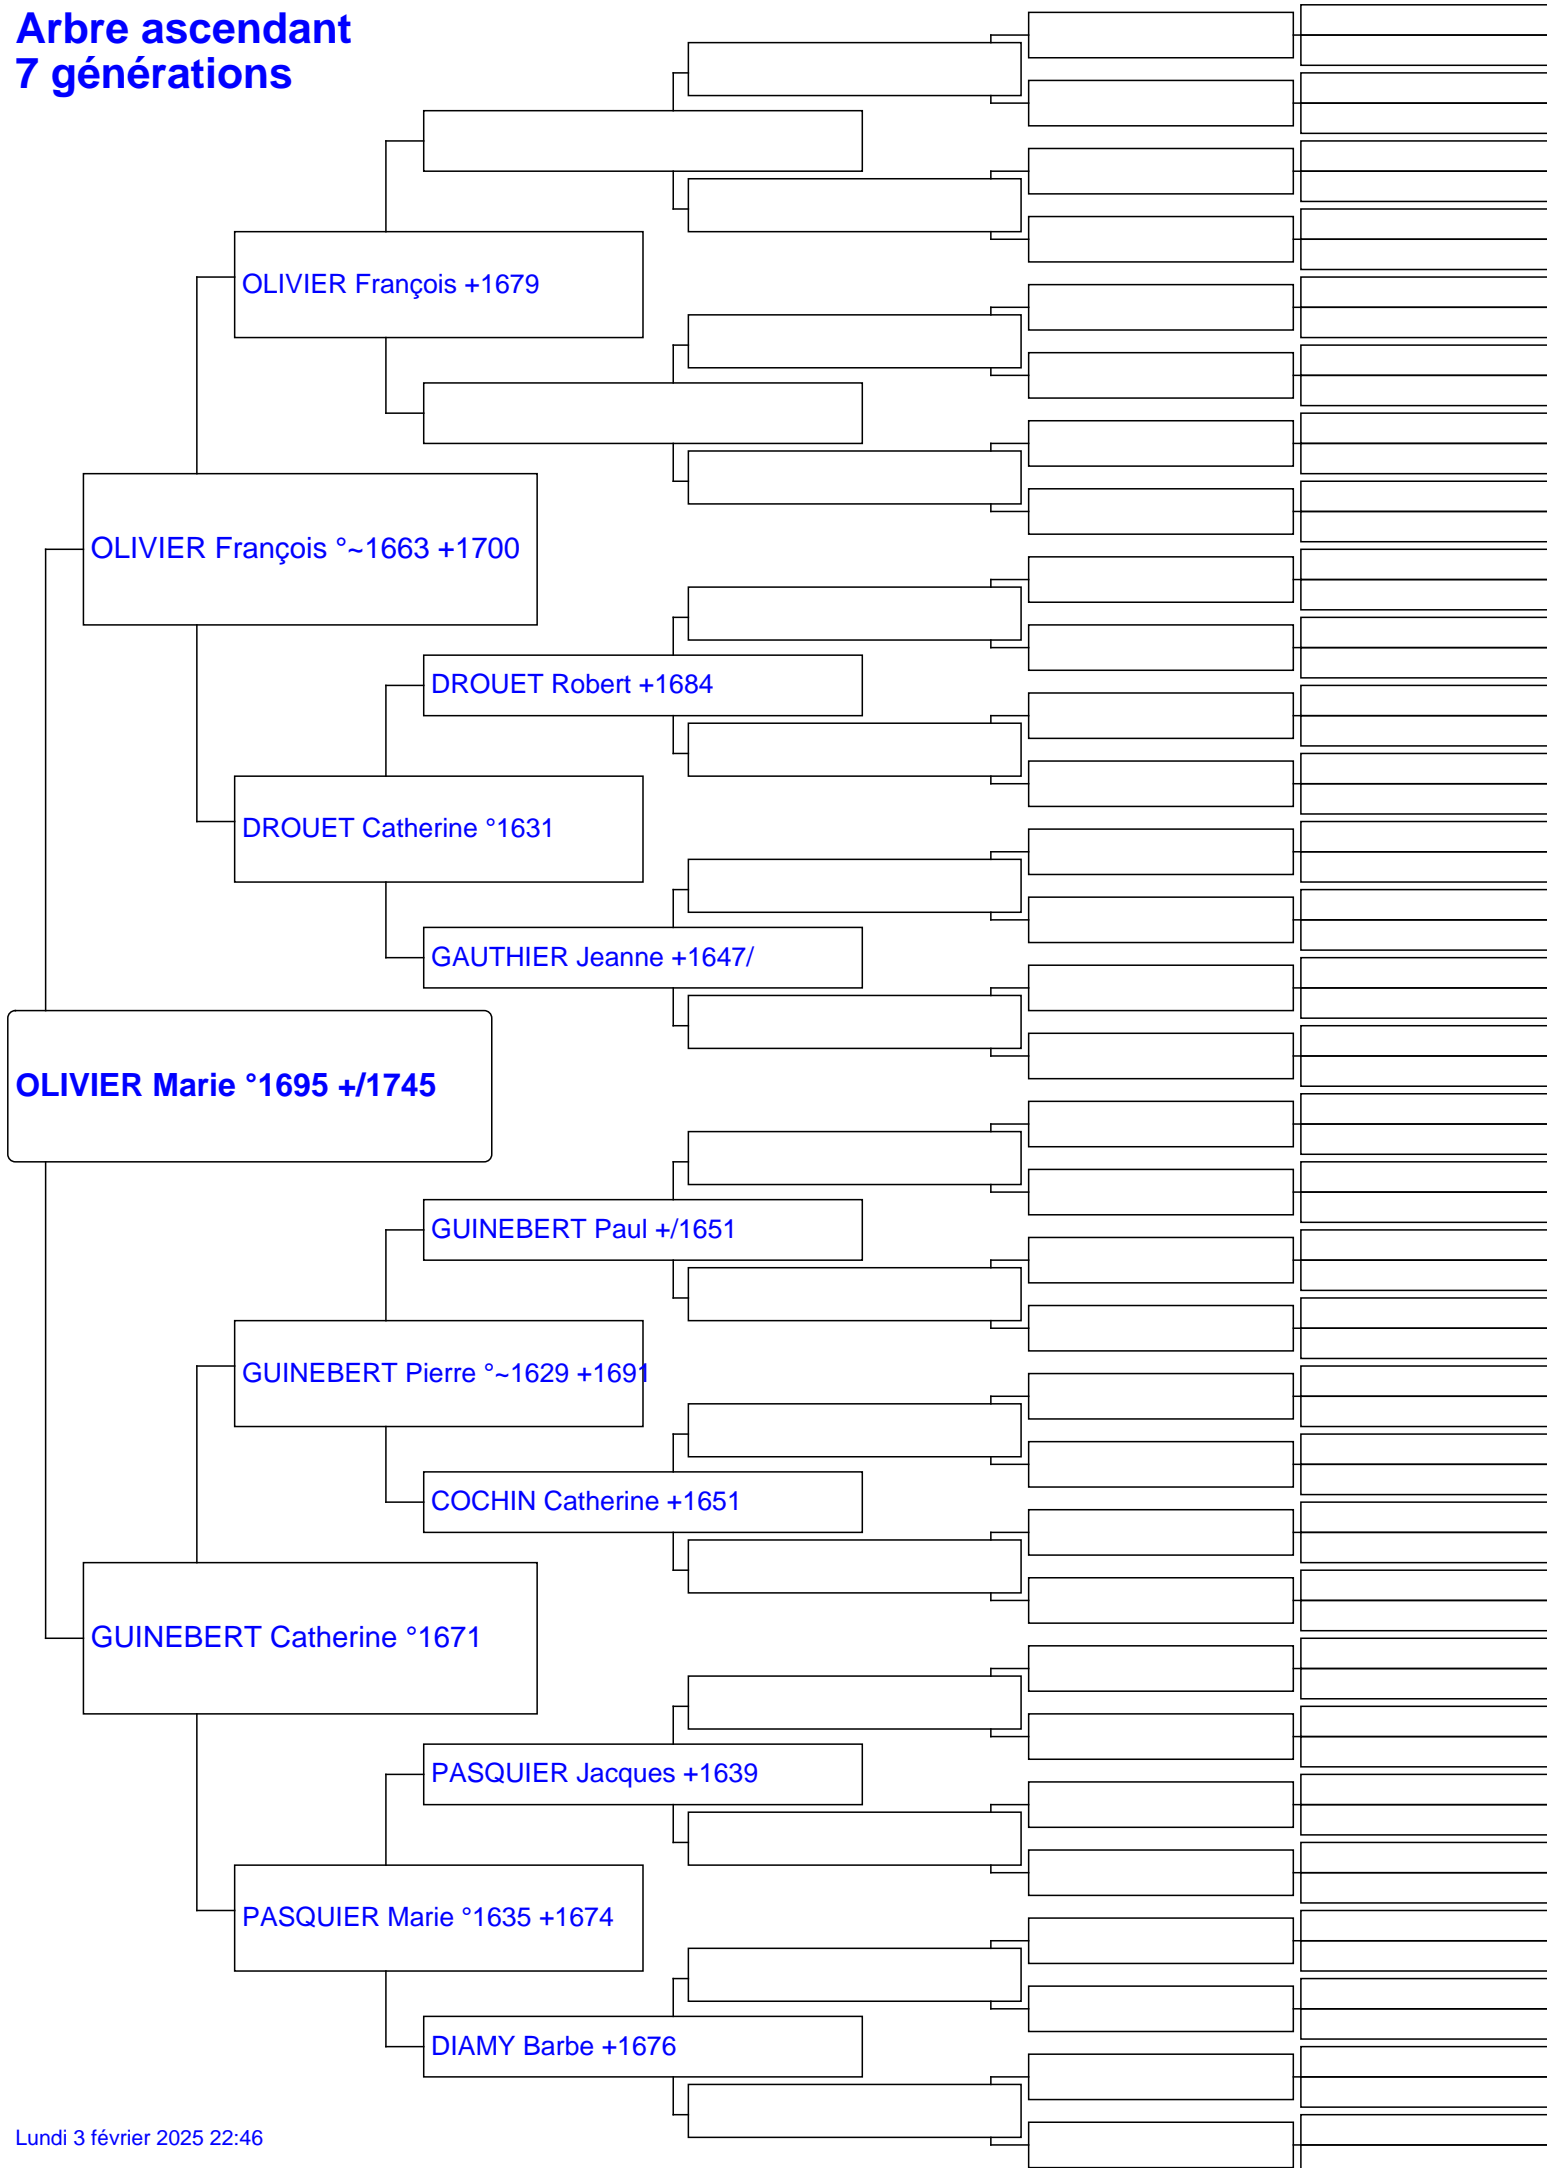 Arbre ascendant
7 générations
OLIVIER François +1679
OLIVIER François °~1663 +1700
DROUET Robert +1684
DROUET Catherine °1631
GAUTHIER Jeanne +1647/
OLIVIER Marie °1695 +/1745
GUINEBERT Paul +/1651
GUINEBERT Pierre °~1629 +1691
COCHIN Catherine +1651
GUINEBERT Catherine °1671
PASQUIER Jacques +1639
PASQUIER Marie °1635 +1674
DIAMY Barbe +1676
Lundi 3 février 2025 22:46